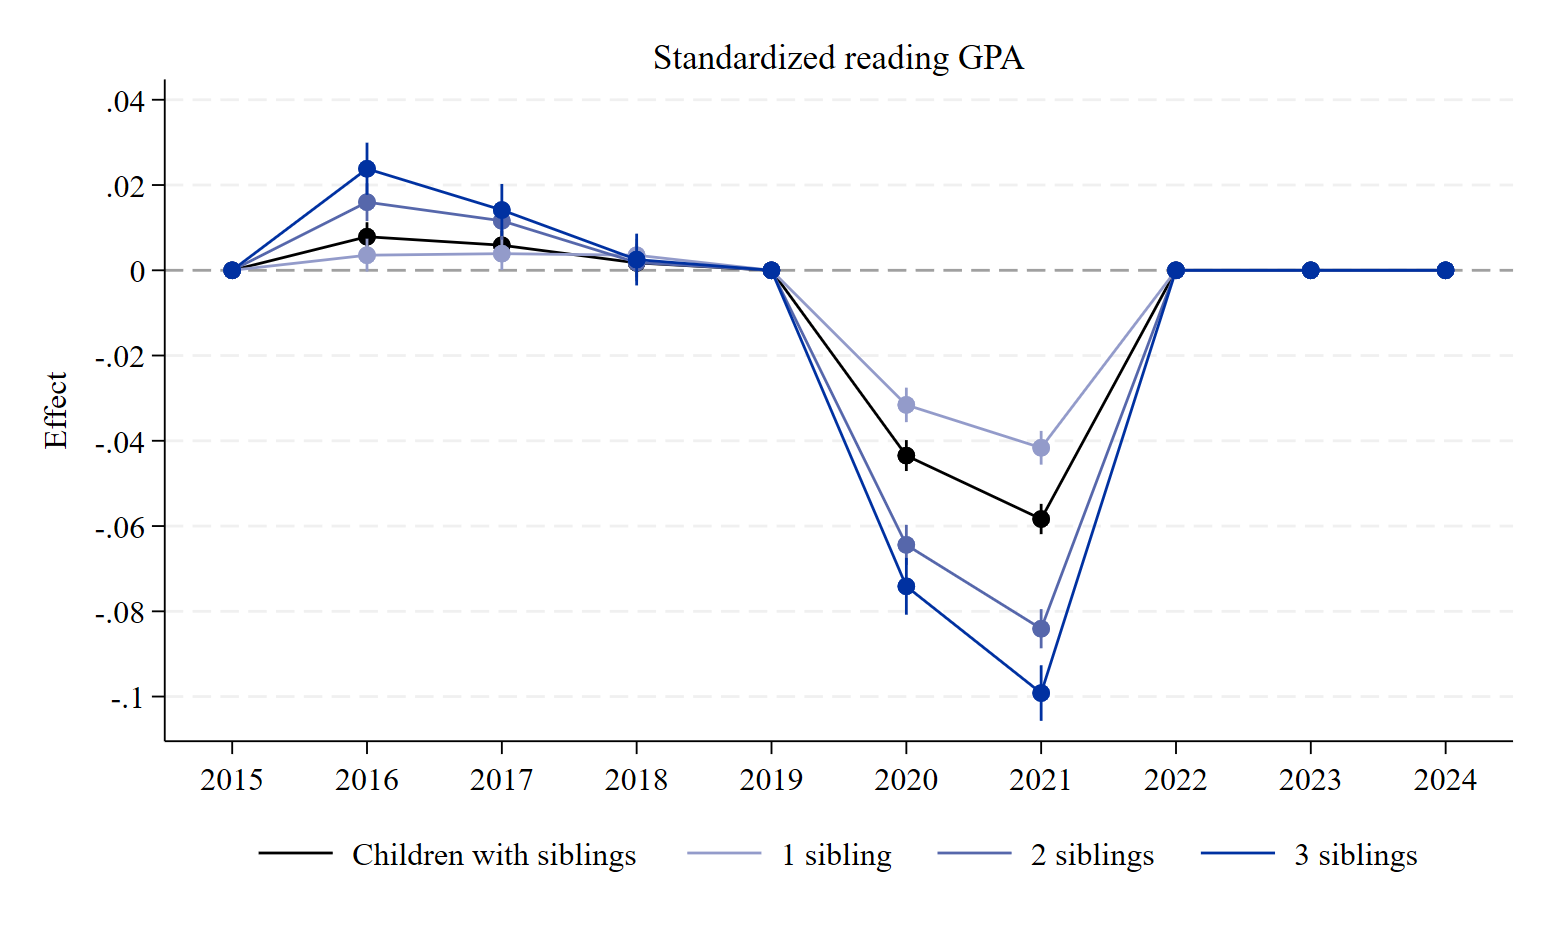 Standardized reading GPA
.04
.02
0
-.02
-.04
-.06
-.08
-.1
Effect
2015 2016 2017 2018 2019 2020 2021 2022 2023 2024
Children with siblings 1 sibling 2 siblings 3 siblings